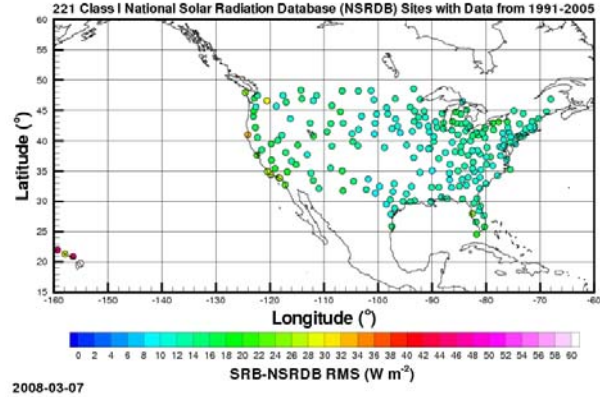 221 Class I National Solar Radiation Database (NSRDB) Sites with Data from 1991-2005
60
55
50
45
40
35
30
25
20
15
Latitude (°)
-160 -150 -140 -130 -120 -110 -100 -90 -80 -70 -60
Longitude (°)
0 2 4 6 8 10 12 14 16 18 20 22 24 26 28 30 32 34 36 38 40 42 44 46 48 50 52 54 56 58 60
SRB-NSRDB RMS (W m-2)
2008-03-07